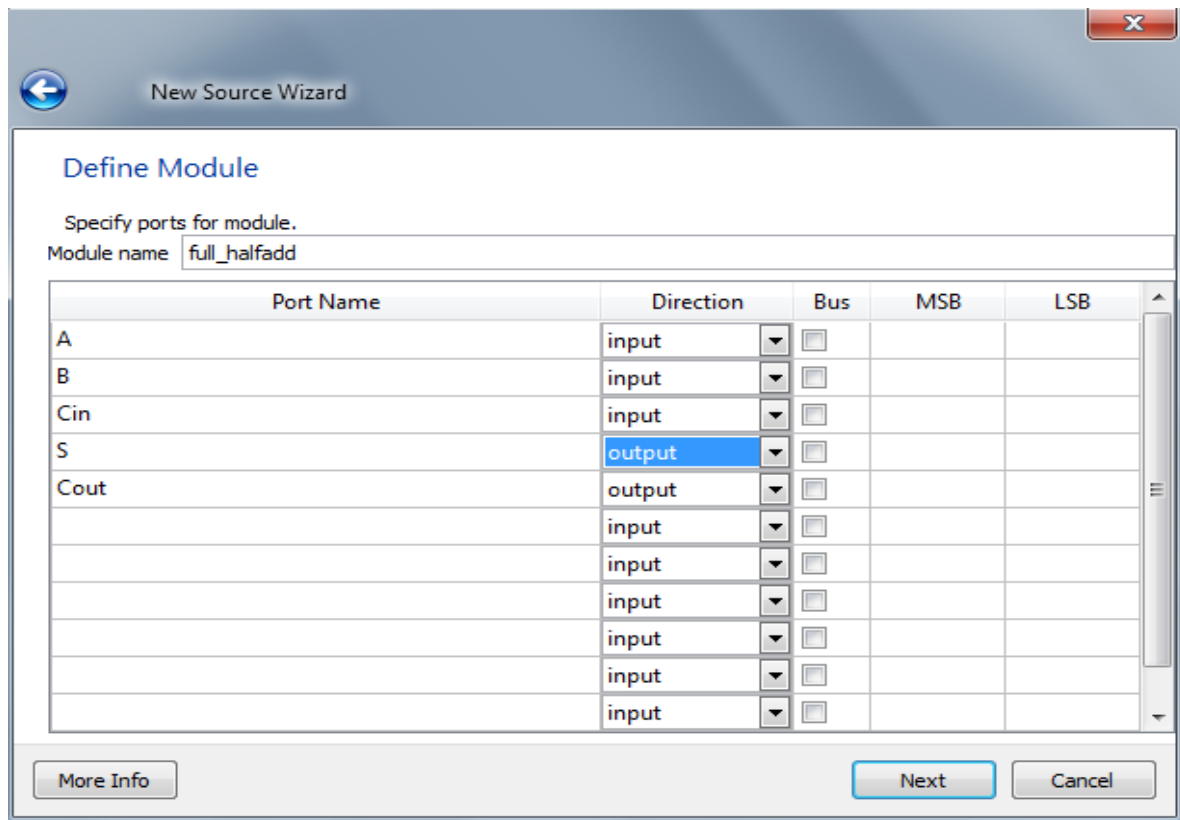 New Source Wizard
Define Module
Specify ports for module.
Module name full_halfadd
Port Name Direction Bus MSB LSB
A input
B input
Cin input
S output
Cout output
input
input
input
input
input
input
More Info Next Cancel